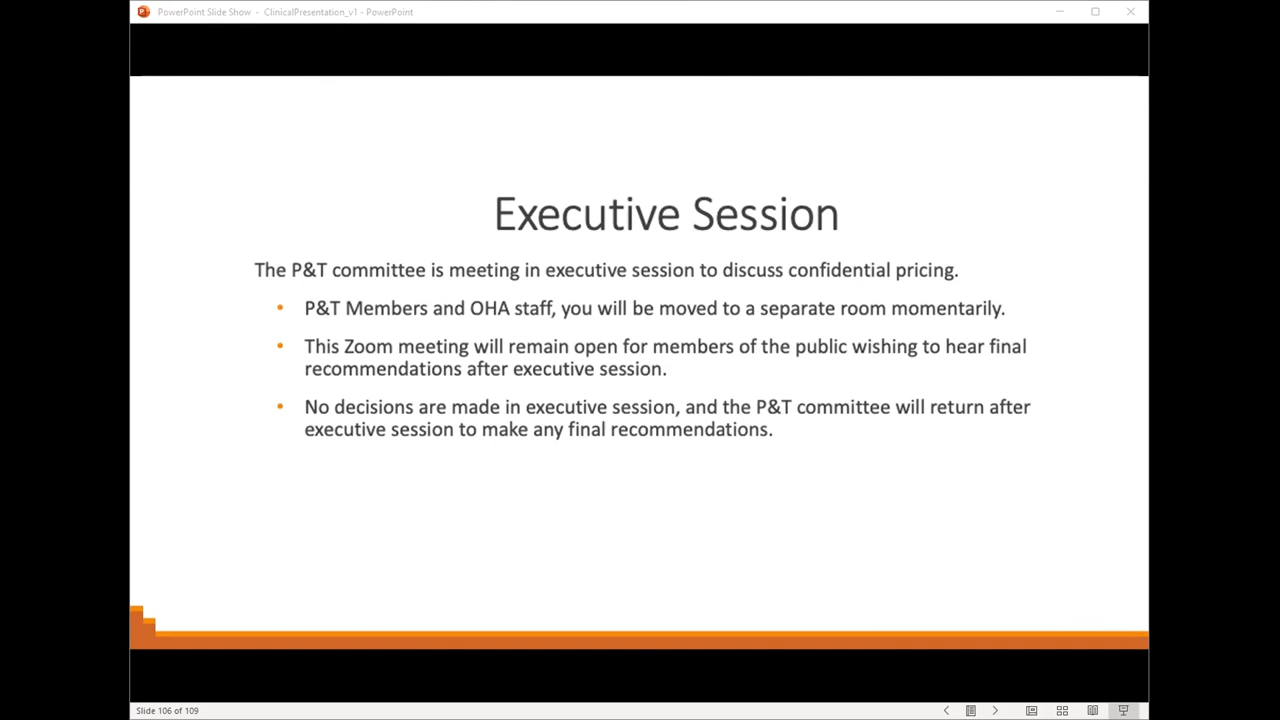 PowerPoint Slide Show - ClinicalPresentation_v1 - PowerPoint
Executive Session
The P&T committee is meeting in executive session to discuss confidential pricing.
• P&T Members and OHA staff, you will be moved to a separate room momentarily.
• This Zoom meeting will remain open for members of the public wishing to hear final
recommendations after executive session.
• No decisions are made in executive session, and the P&T committee will return after
executive session to make any final recommendations.
Slide 106 of 109